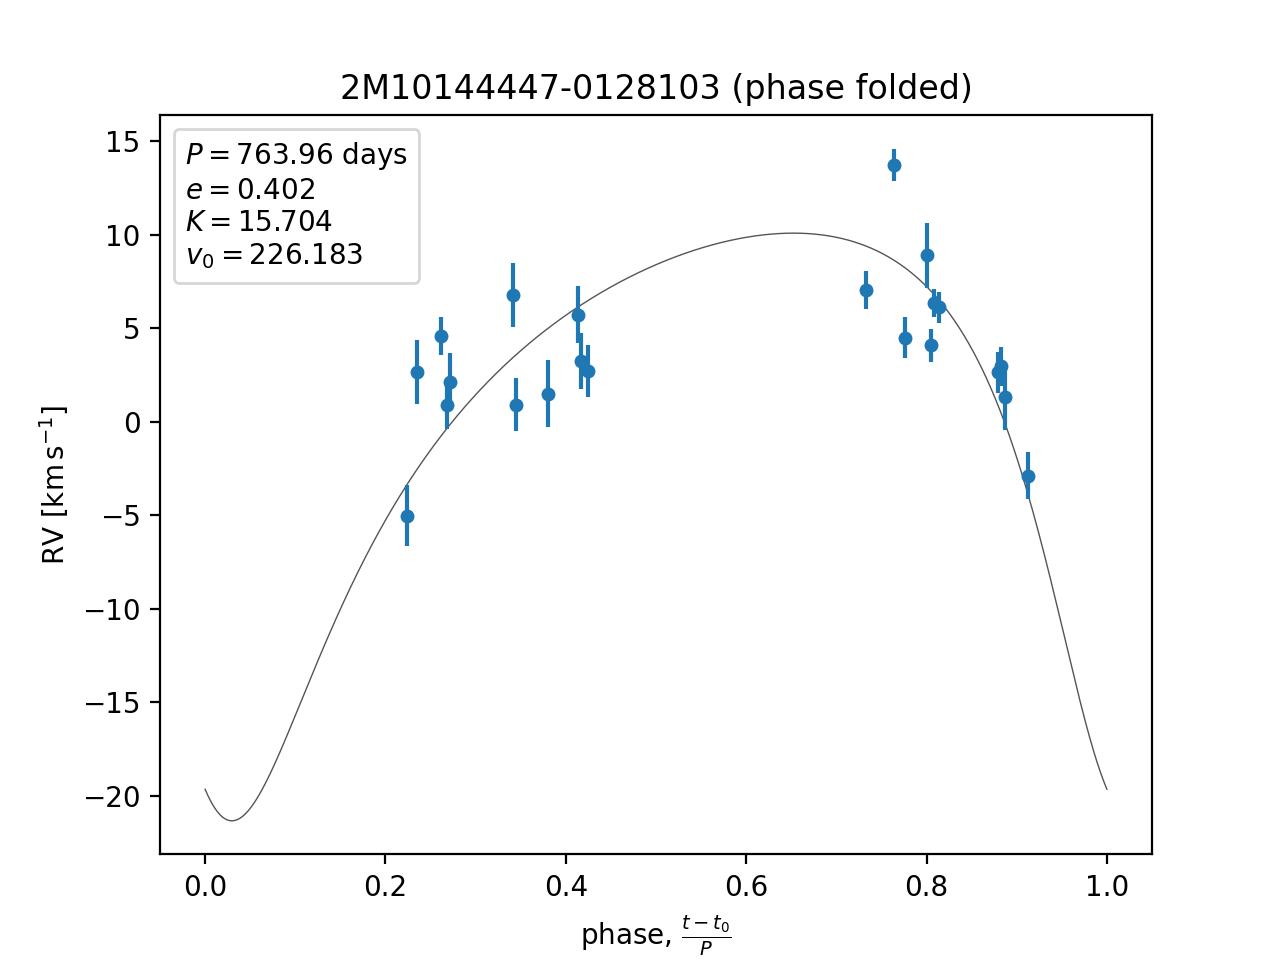 2M10144447-0128103 (phase folded)
P = 763.96 days
e = 0.402
K = 15.704
v₀ = 226.183
15
10
5
0
−5
−10
−15
−20
RV [km s⁻¹]
0.0 0.2 0.4 0.6 0.8 1.0
phase, (t − t₀)/P